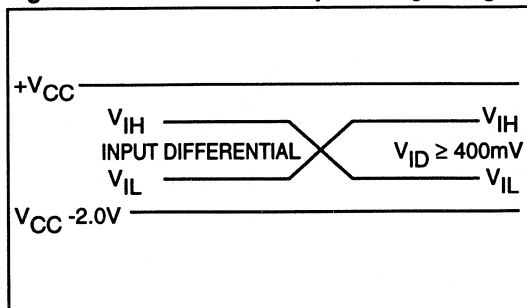 +VCC
VIH VIH
INPUT DIFFERENTIAL VID ≥ 400mV
VIL VIL
VCC -2.0V